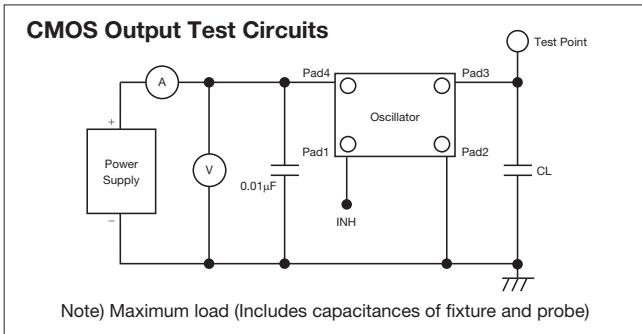 CMOS Output Test Circuits
Test Point
A
Pad4
Pad3
Oscillator
+
Power
Supply
V
Pad1
Pad2
0.01μF
CL
−
INH
Note) Maximum load (Includes capacitances of fixture and probe)